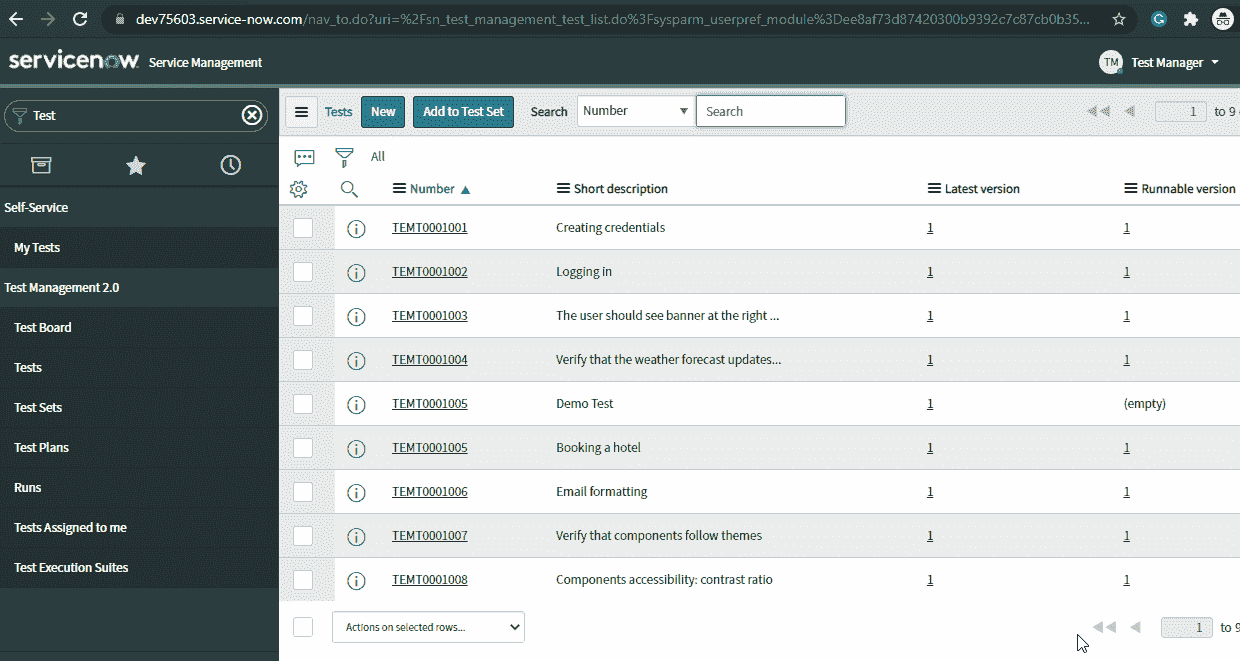 dev75603.service-now.com/nav_to.do?uri=%2Fsn_test_management_test_list.do%3Fsysparm_userpref_module%3Dee8af73d87420300b9392c7c87cb0b35...
servicenow Service Management TM Test Manager
Test
Tests New Add to Test Set Search Number Search 1 to 9
All
Number Short description Latest version Runnable version
Self-Service
My Tests
Test Management 2.0
Test Board
Tests
Test Sets
Test Plans
Runs
Tests Assigned to me
Test Execution Suites
TEMT0001001 Creating credentials 1 1
TEMT0001002 Logging in 1 1
TEMT0001003 The user should see banner at the right ... 1 1
TEMT0001004 Verify that the weather forecast updates... 1 1
TEMT0001005 Demo Test 1 (empty)
TEMT0001005 Booking a hotel 1 1
TEMT0001006 Email formatting 1 1
TEMT0001007 Verify that components follow themes 1 1
TEMT0001008 Components accessibility: contrast ratio 1 1
Actions on selected rows... 1 to 9